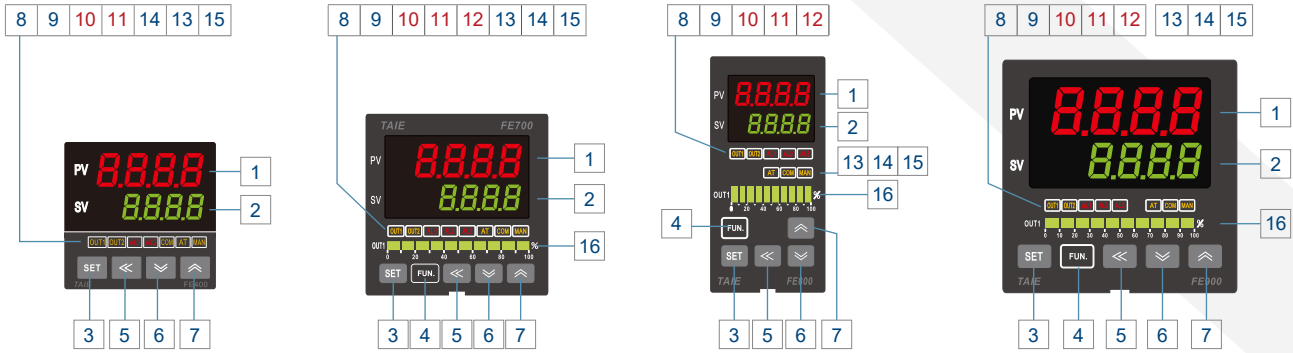 8 9 10 11 14 13 15
PV 8.8.8.8 1
SV 8.8.8.8 2
OUT1 OUT2 COM AT MAN
SET
TAIE FE400
3 5 6 7
8 9 10 11 12 13 14 15
TAIE FE700
PV 8.8.8.8 1
SV 8.8.8.8 2
OUT1 OUT2 AT COM MAN
OUT1 % 16
0 20 40 60 80 100
SET FUN.
3 4 5 6 7
8 9 10 11 12
PV 8.8.8.8 1
SV 8.8.8.8 2
OUT1 OUT2
AT COM MAN 13 14 15
OUT1 % 16
0 20 40 60 80 100
4 FUN.
SET
TAIE FE800
3 5 6 7
8 9 10 11 12 13 14 15
PV 8.8.8.8 1
SV 8.8.8.8 2
OUT1 OUT2 AT COM MAN
OUT1 % 16
0 10 20 30 40 50 60 70 80 90 100
SET FUN.
TAIE FE900
3 4 5 6 7